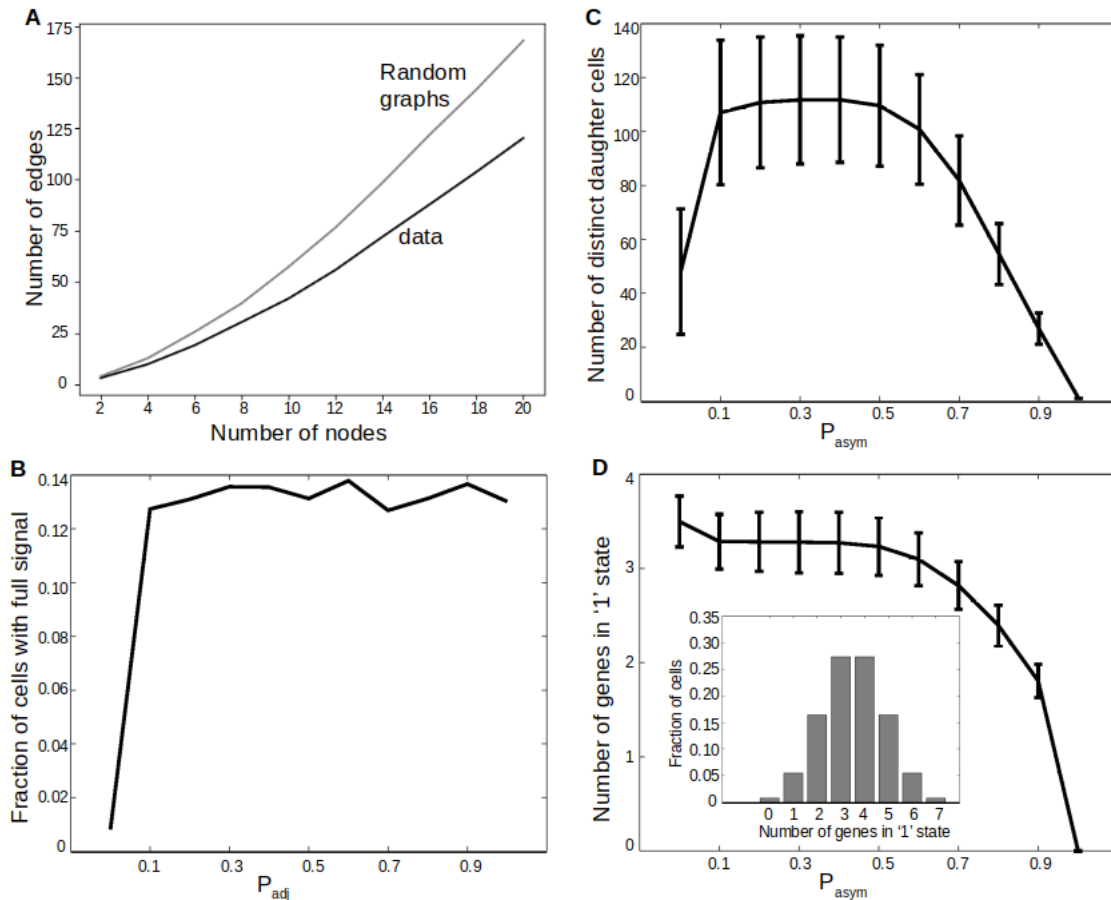 A
175
150
125
100
75
50
25
0
Number of edges
Random
graphs
data
2 4 6 8 10 12 14 16 18 20
Number of nodes
B
0.14
0.12
0.10
0.08
0.06
0.04
0.02
0
Fraction of cells with full signal
0.1 0.3 0.5 0.7 0.9
P adj
C
140
120
100
80
60
40
20
0
Number of distinct daughter cells
0.1 0.3 0.5 0.7 0.9
P asym
D
4
3
2
1
0
Number of genes in ‘1’ state
0.35
0.30
0.25
0.20
0.15
0.10
0.05
0
Fraction of cells
0 1 2 3 4 5 6 7
Number of genes in ‘1’ state
0.1 0.3 0.5 0.7 0.9
P asym